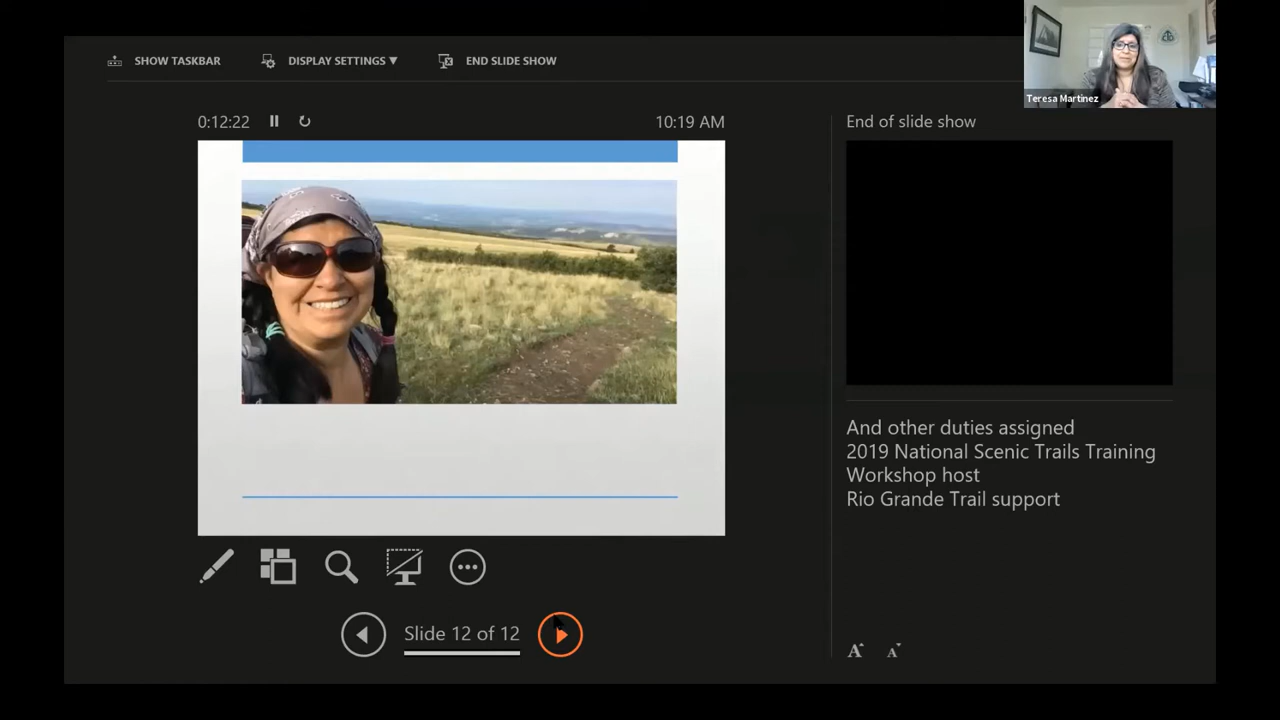 SHOW TASKBAR
DISPLAY SETTINGS ▼
END SLIDE SHOW
Teresa Martinez
0:12:22
10:19 AM
End of slide show
And other duties assigned
2019 National Scenic Trails Training
Workshop host
Rio Grande Trail support
Slide 12 of 12
A
A